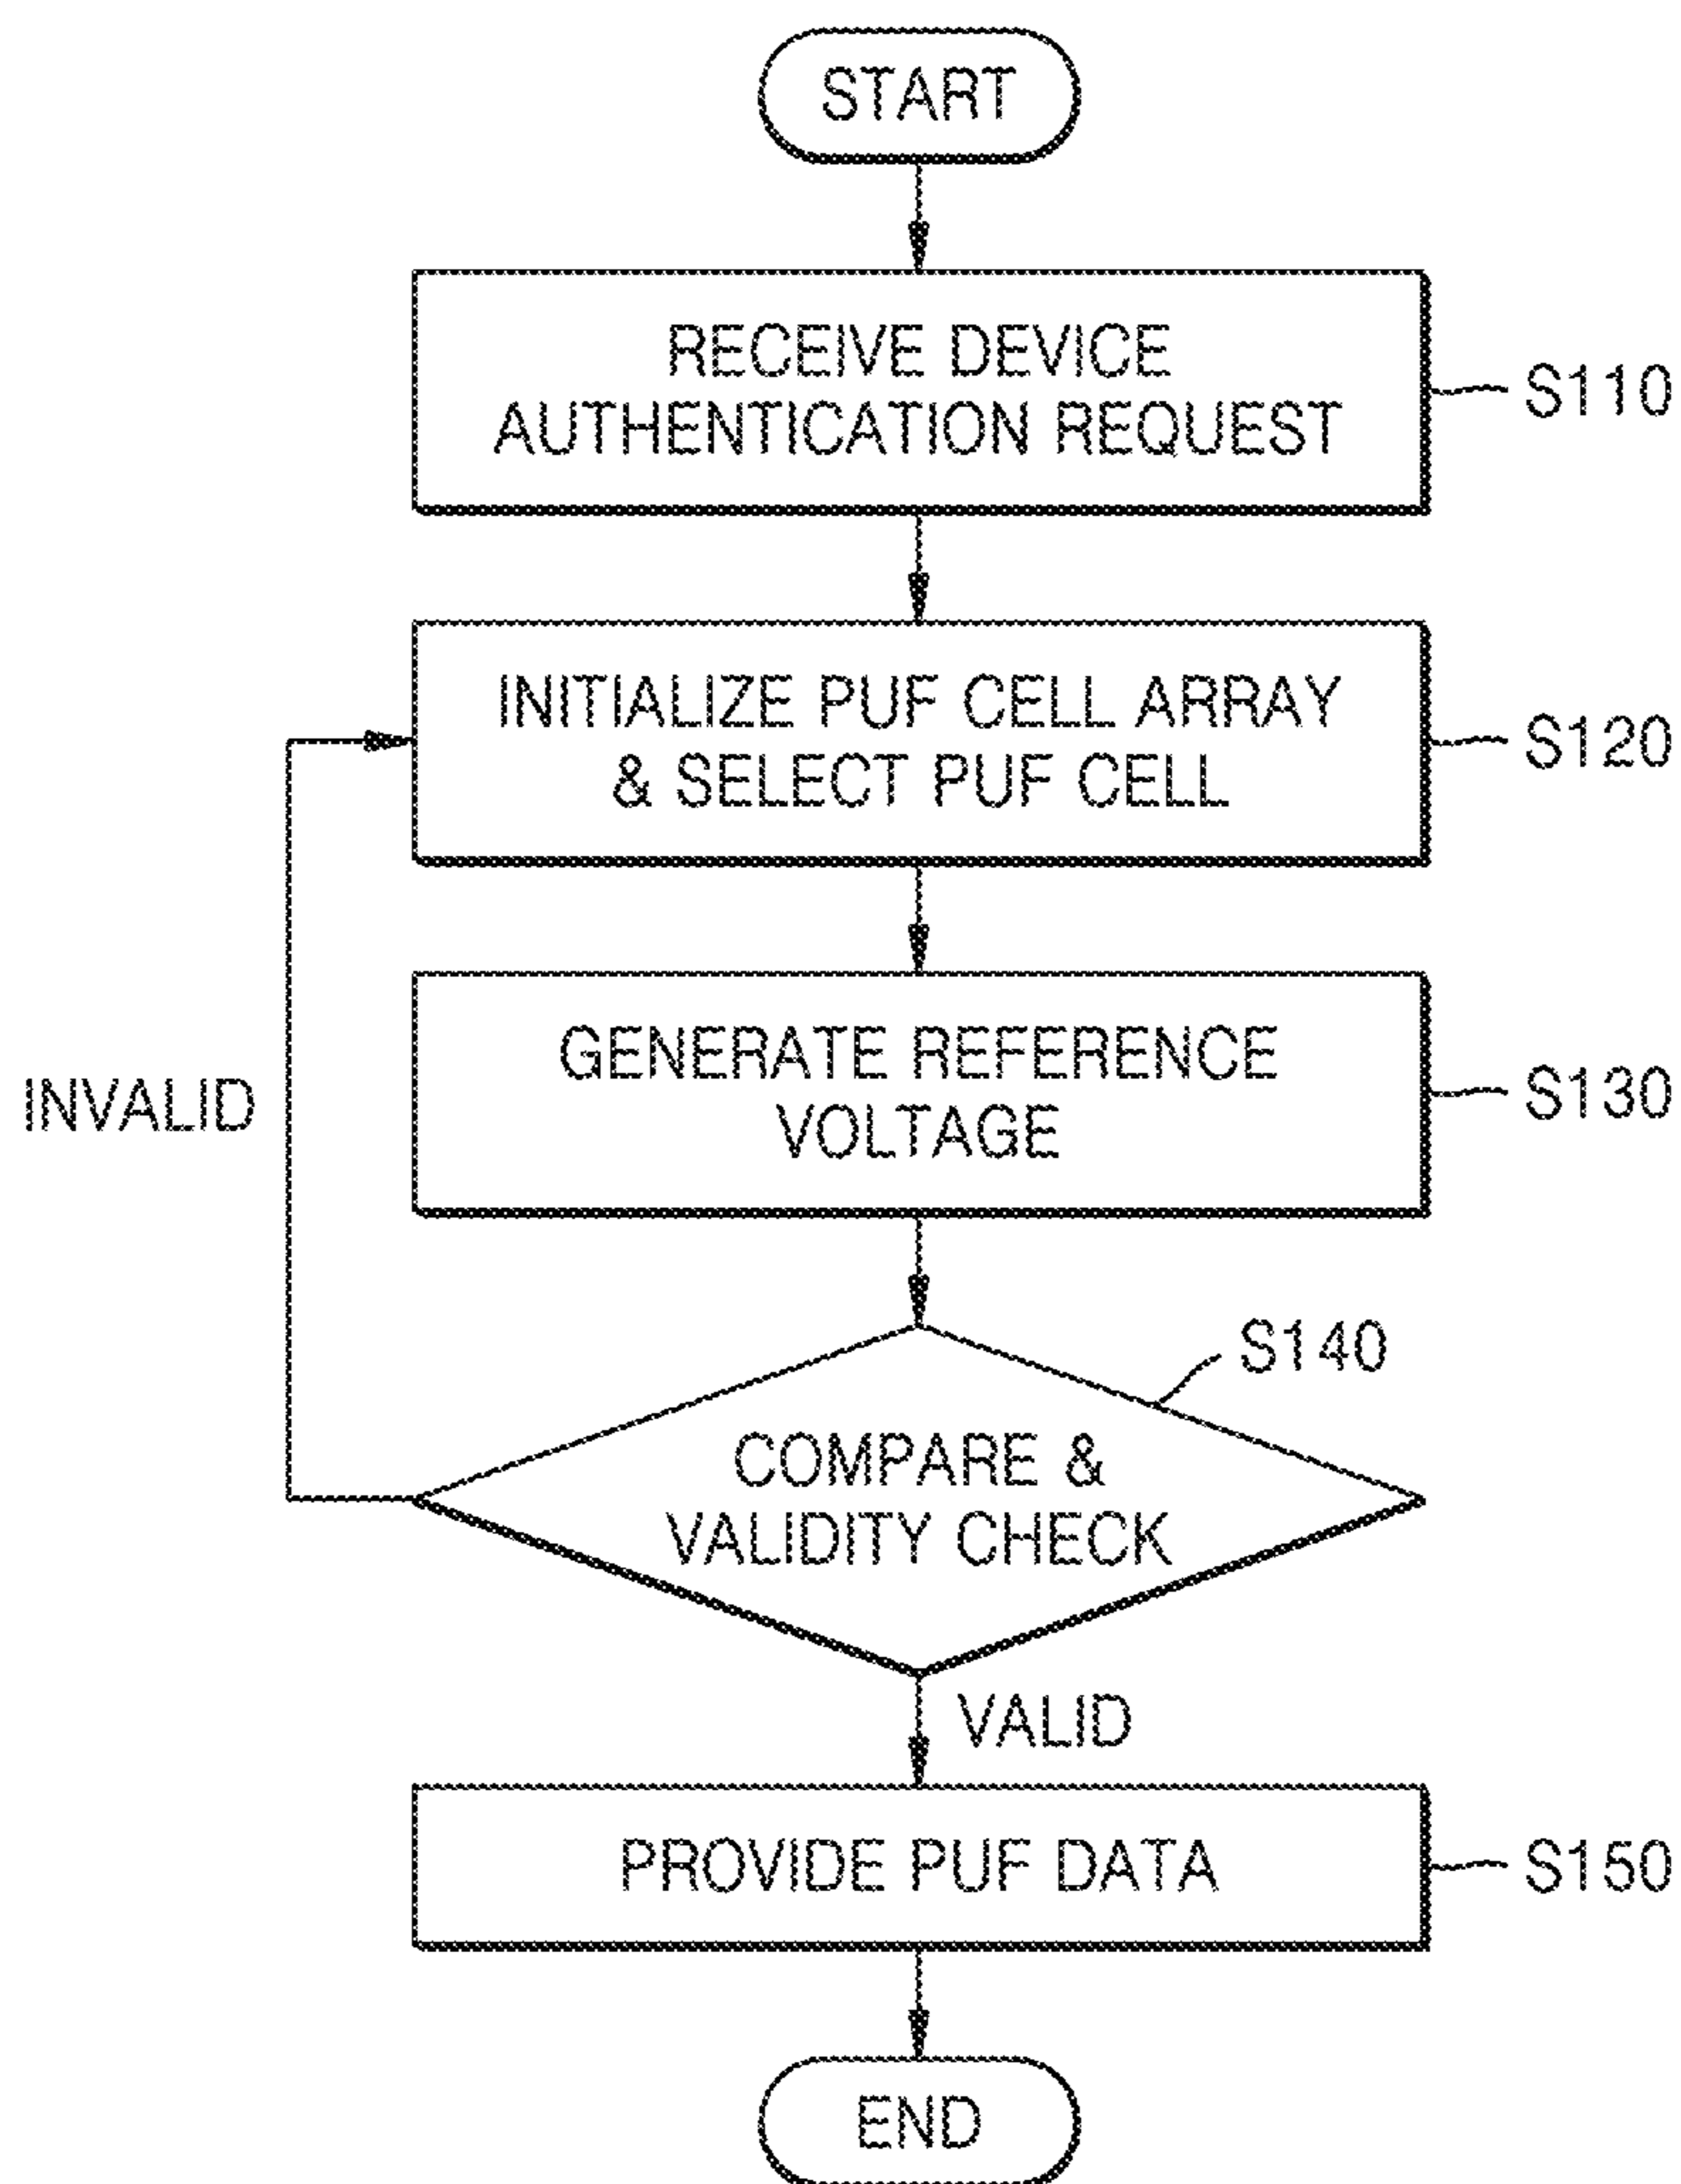 START
RECEIVE DEVICE
AUTHENTICATION REQUEST
S110
INITIALIZE PUF CELL ARRAY
& SELECT PUF CELL
S120
GENERATE REFERENCE
VOLTAGE
S130
INVALID
S140
COMPARE &
VALIDITY CHECK
VALID
PROVIDE PUF DATA
S150
END